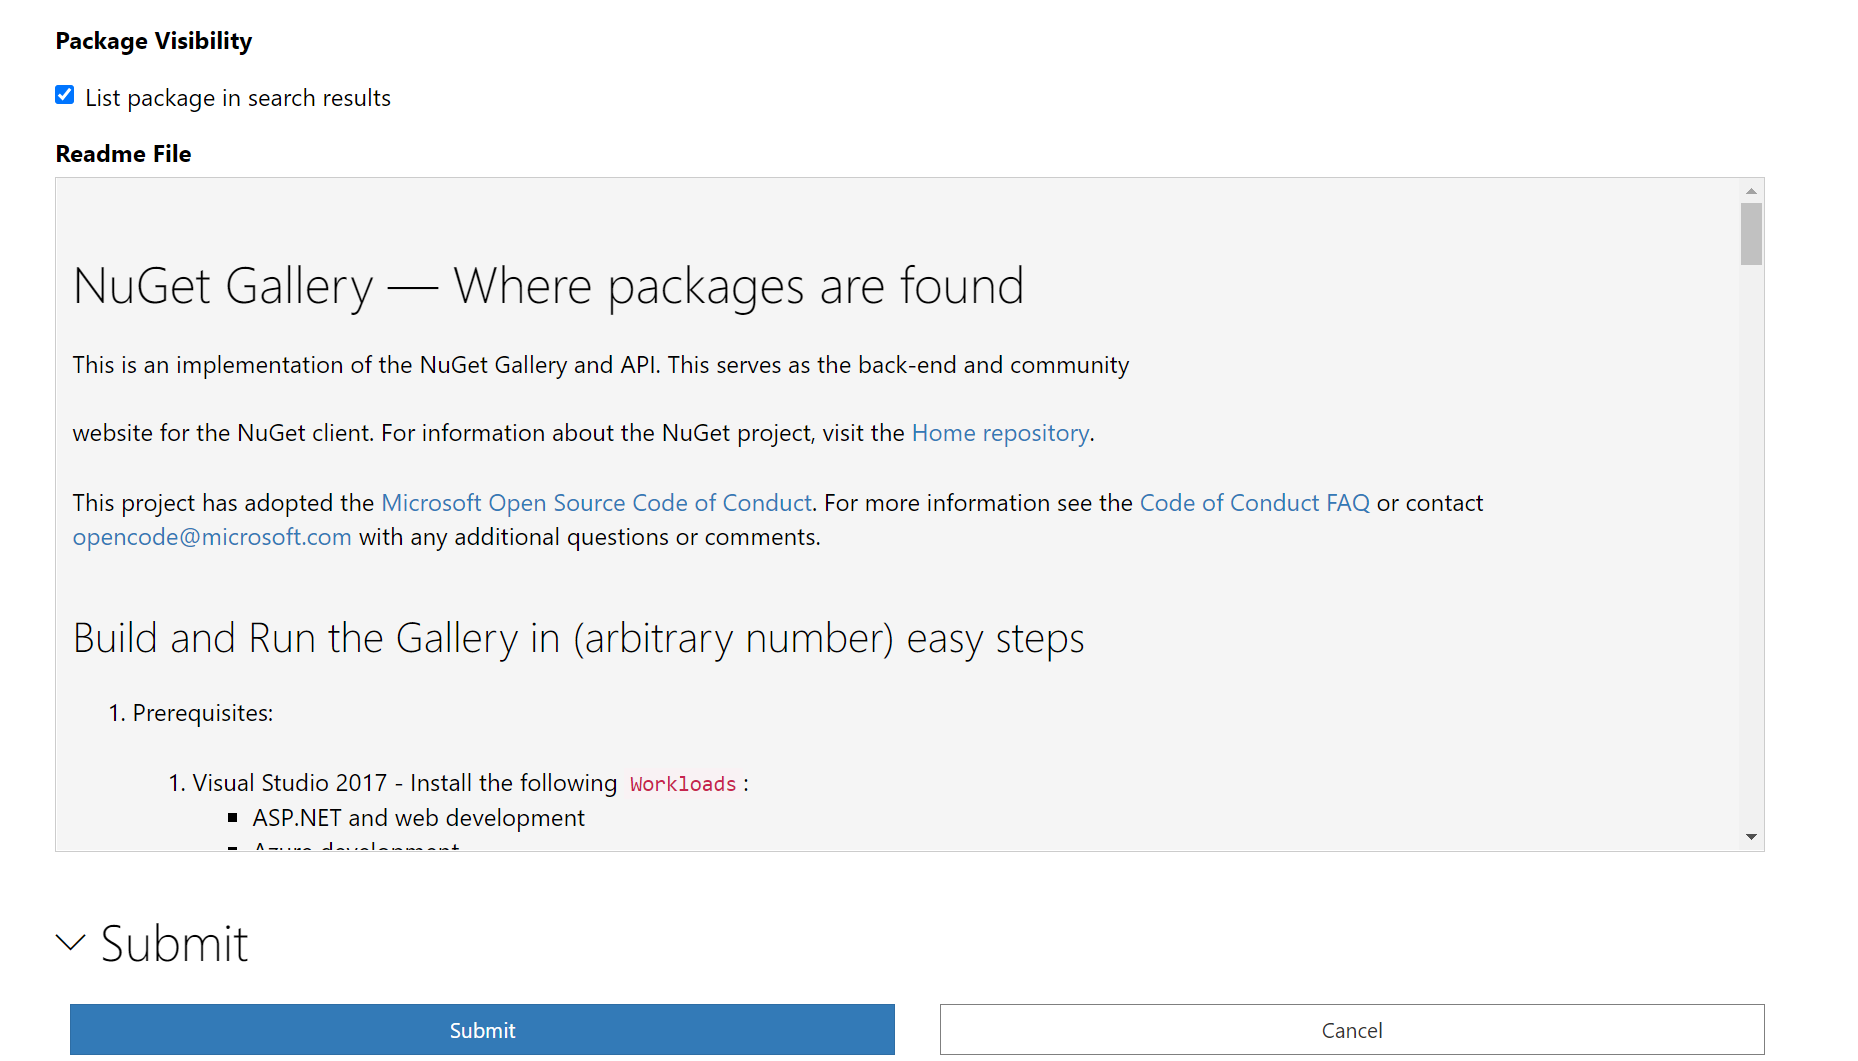 Package Visibility
List package in search results
Readme File
NuGet Gallery — Where packages are found
This is an implementation of the NuGet Gallery and API. This serves as the back-end and community
website for the NuGet client. For information about the NuGet project, visit the Home repository.
This project has adopted the Microsoft Open Source Code of Conduct. For more information see the Code of Conduct FAQ or contact
opencode@microsoft.com with any additional questions or comments.
Build and Run the Gallery in (arbitrary number) easy steps
1. Prerequisites:
1. Visual Studio 2017 - Install the following Workloads:
▪ ASP.NET and web development
▪ Azure development
Submit
Submit
Cancel